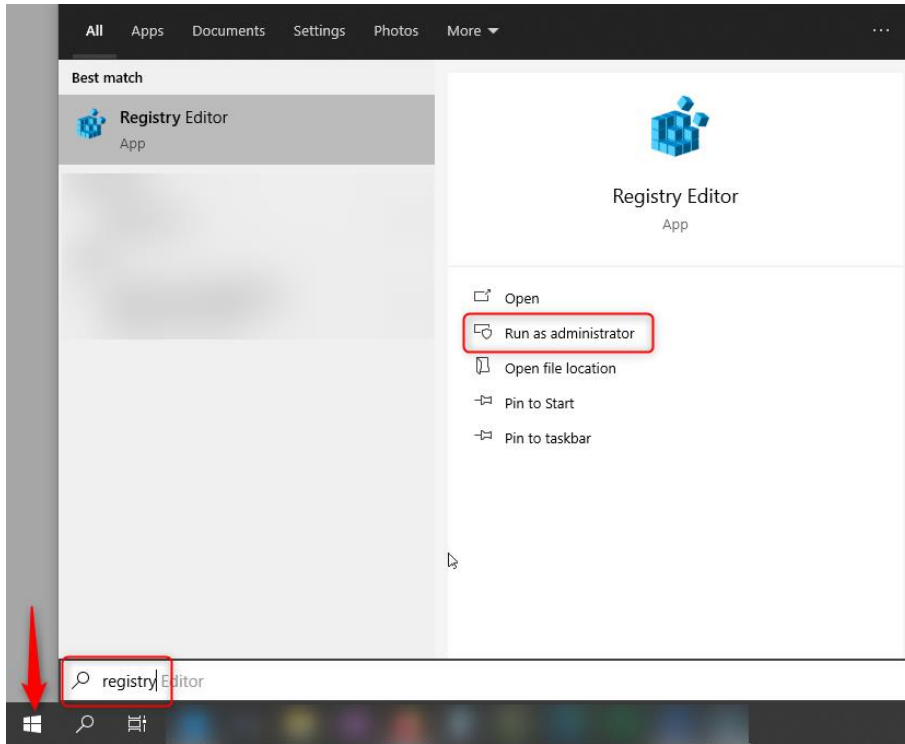 All Apps Documents Settings Photos More
Best match
Registry Editor
App
Registry Editor
App
Open
Run as administrator
Open file location
Pin to Start
Pin to taskbar
registry Editor